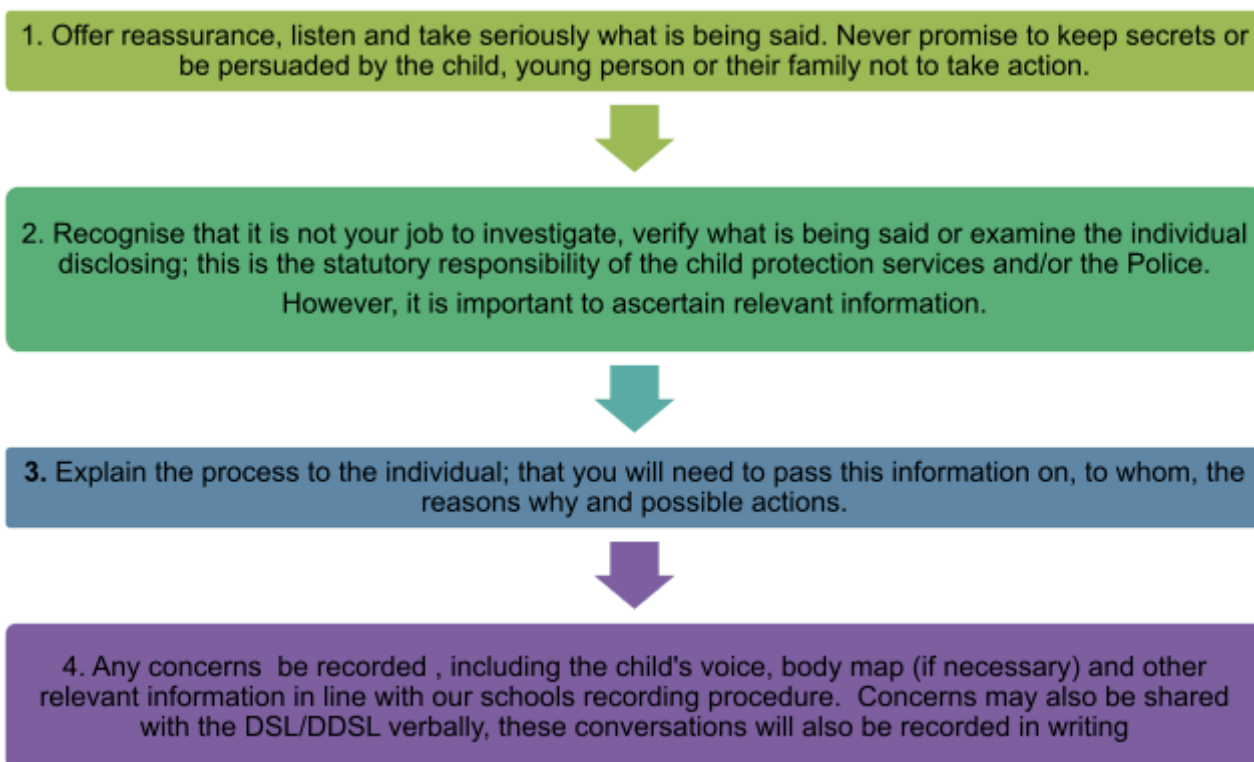 1. Offer reassurance, listen and take seriously what is being said. Never promise to keep secrets or
be persuaded by the child, young person or their family not to take action.
2. Recognise that it is not your job to investigate, verify what is being said or examine the individual
disclosing; this is the statutory responsibility of the child protection services and/or the Police.
However, it is important to ascertain relevant information.
3. Explain the process to the individual; that you will need to pass this information on, to whom, the
reasons why and possible actions.
4. Any concerns  be recorded , including the child's voice, body map (if necessary) and other
relevant information in line with our schools recording procedure.  Concerns may also be shared
with the DSL/DDSL verbally, these conversations will also be recorded in writing